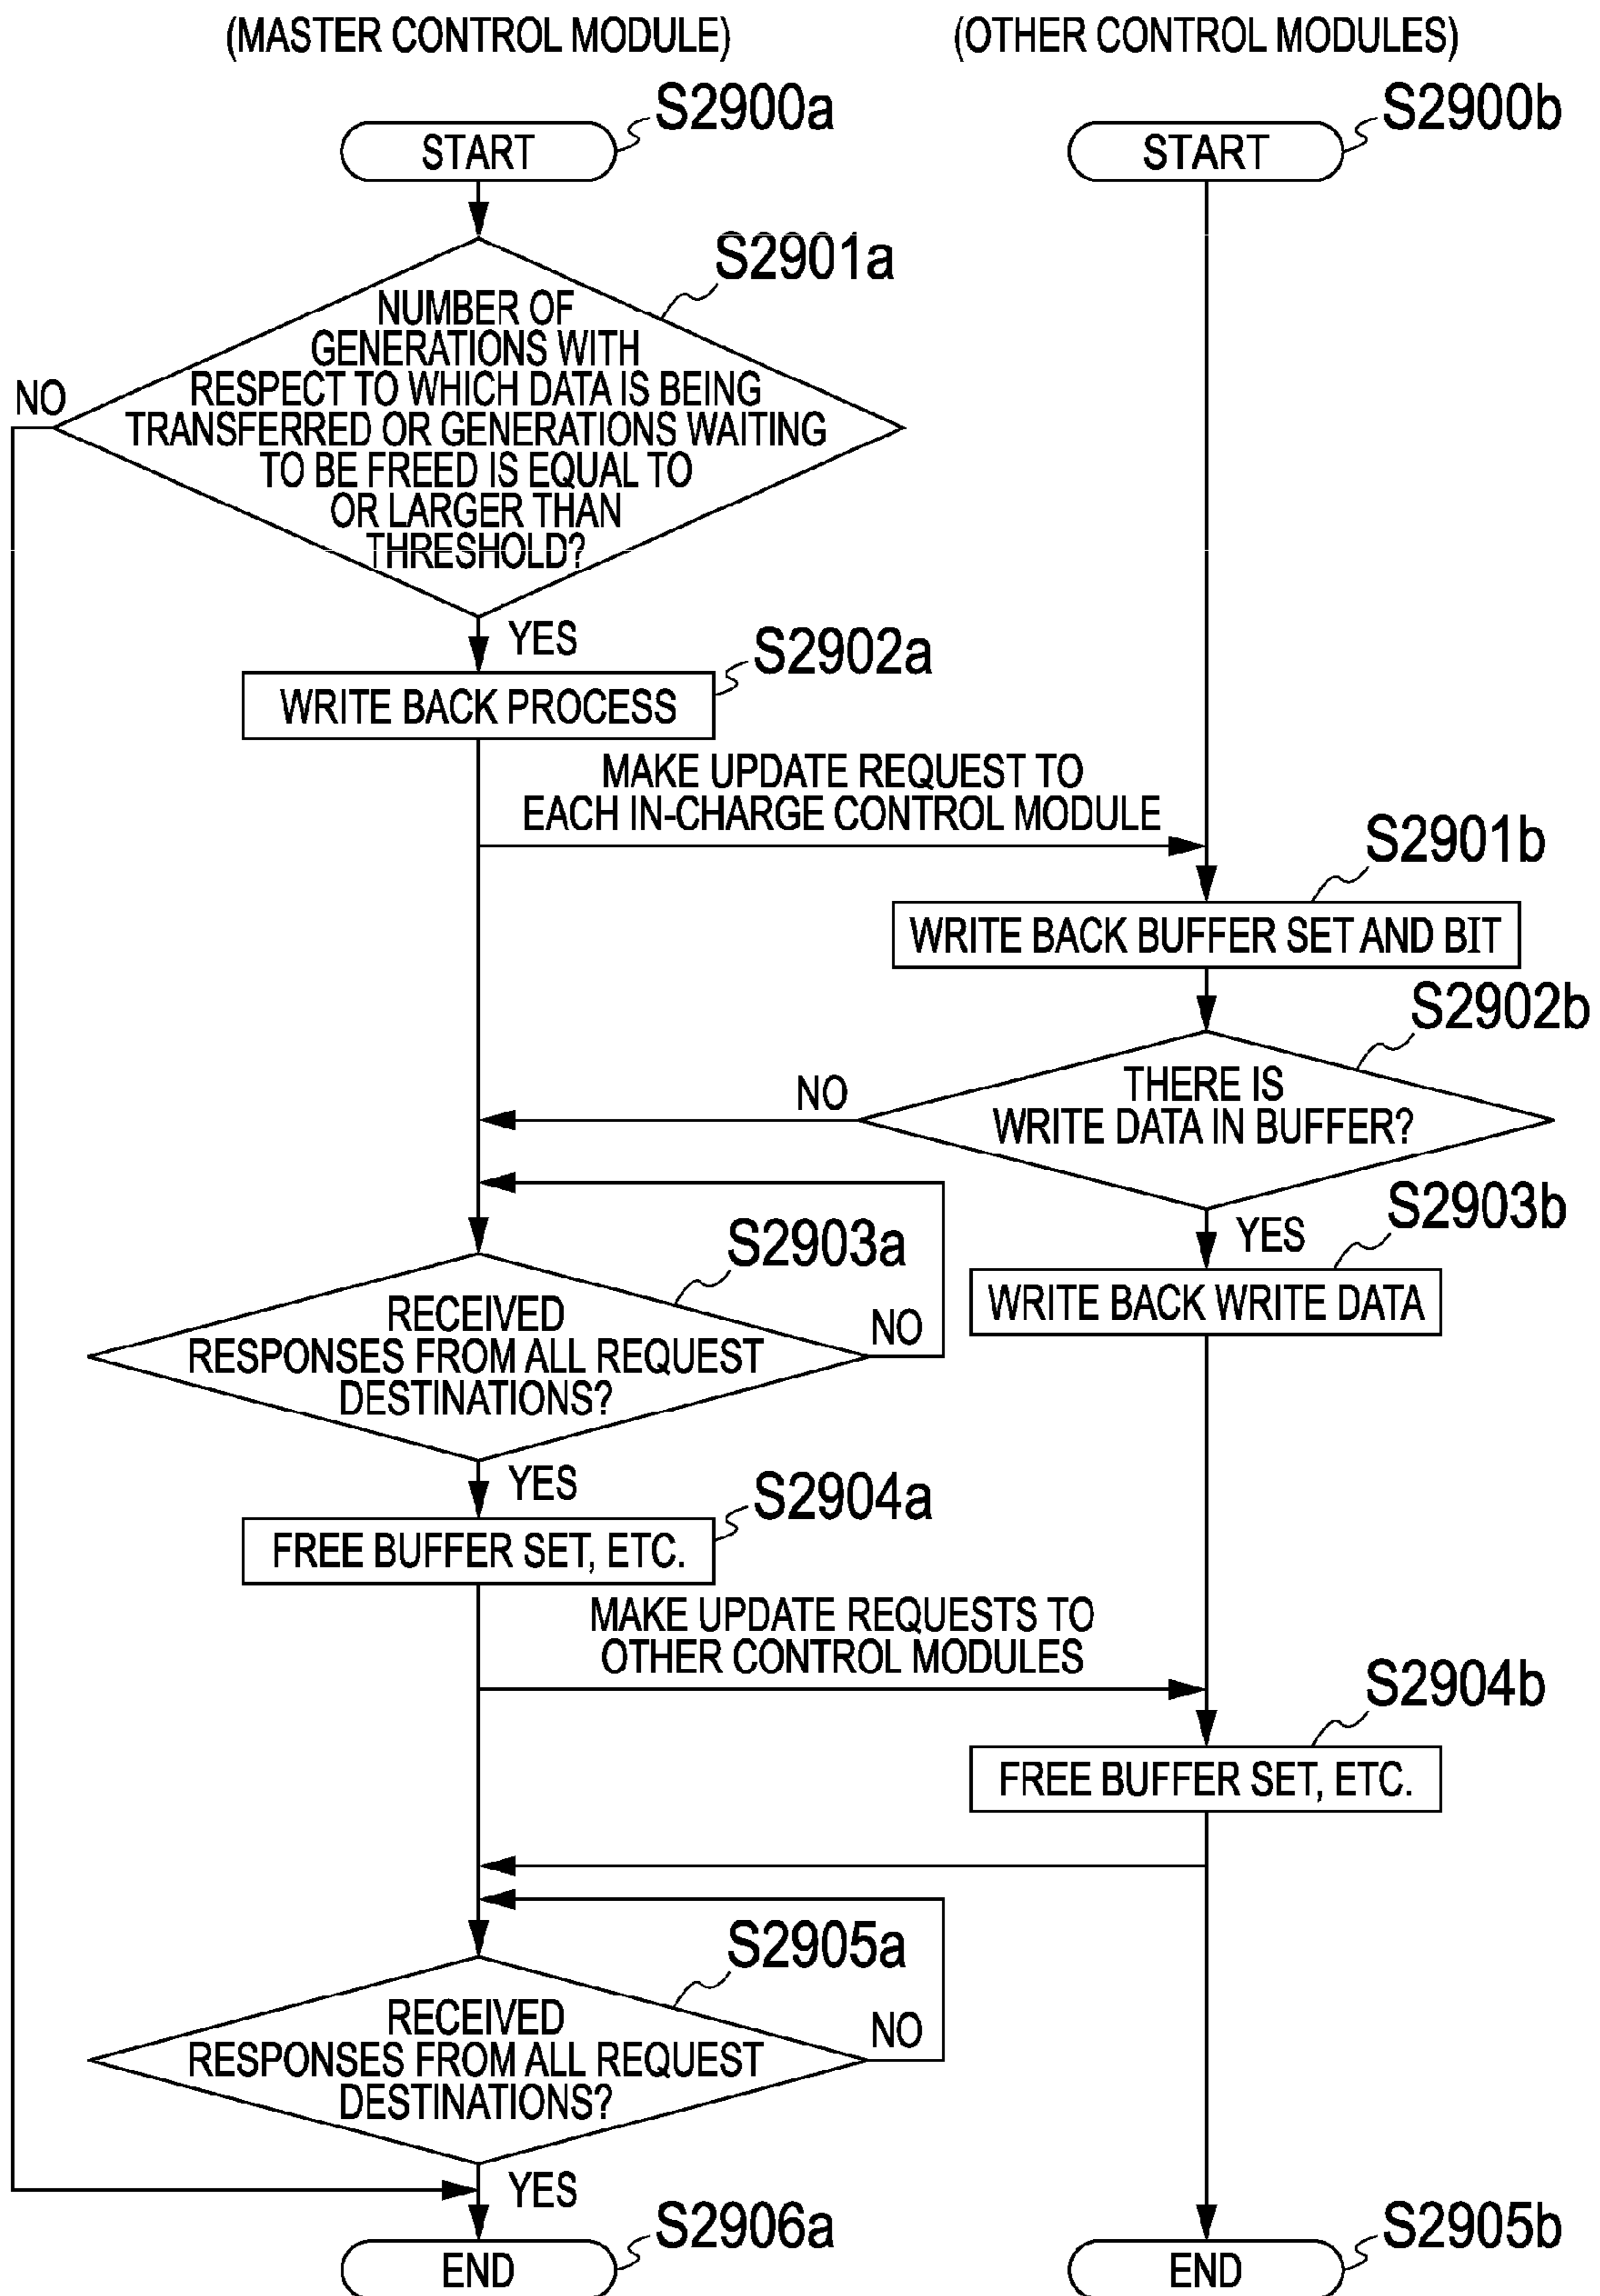 (MASTER CONTROL MODULE)
(OTHER CONTROL MODULES)
S2900a
S2900b
START
START
S2901a
NUMBER OF
GENERATIONS WITH
RESPECT TO WHICH DATA IS BEING
TRANSFERRED OR GENERATIONS WAITING
TO BE FREED IS EQUAL TO
OR LARGER THAN
THRESHOLD?
NO
YES
S2902a
WRITE BACK PROCESS
MAKE UPDATE REQUEST TO
EACH IN-CHARGE CONTROL MODULE
S2901b
WRITE BACK BUFFER SET AND BIT
S2902b
THERE IS
WRITE DATA IN BUFFER?
NO
YES
S2903b
WRITE BACK WRITE DATA
S2903a
RECEIVED
RESPONSES FROM ALL REQUEST
DESTINATIONS?
NO
YES
S2904a
FREE BUFFER SET, ETC.
MAKE UPDATE REQUESTS TO
OTHER CONTROL MODULES
S2904b
FREE BUFFER SET, ETC.
S2905a
RECEIVED
RESPONSES FROM ALL REQUEST
DESTINATIONS?
NO
YES
S2906a
END
S2905b
END